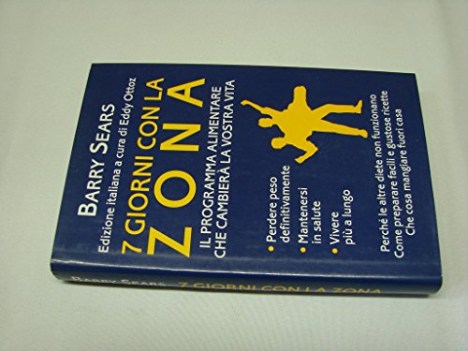 BARRY SEARS
Edizione italiana a cura di Eddy Ottoz
7 GIORNI CON LA
ZONA
IL PROGRAMMA ALIMENTARE
CHE CAMBIERÀ LA VOSTRA VITA
• Perdere peso
definitivamente
• Mantenersi
in salute
• Vivere
più a lungo
Perché le altre diete non funzionano
Come preparare facili e gustose ricette
Che cosa mangiare fuori casa
BARRY SEARS 7 GIORNI CON LA ZONA